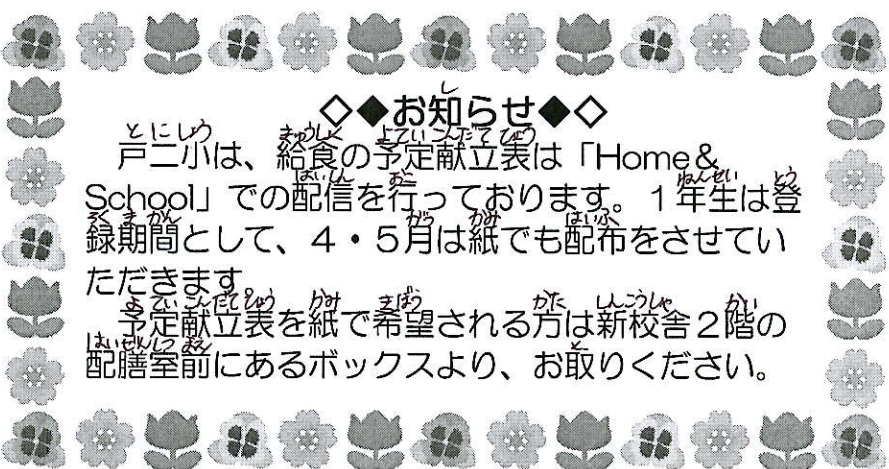 ◇◆お知らせ◆◇
戸二小は、給食の予定献立表は「Home&
School」での配信を行っております。1年生は登
録期間として、4・5月は紙でも配布をさせてい
ただきます
予定献立表を紙で希望される方は新校舎2階の
配膳室前にあるボックスより、お取りください。